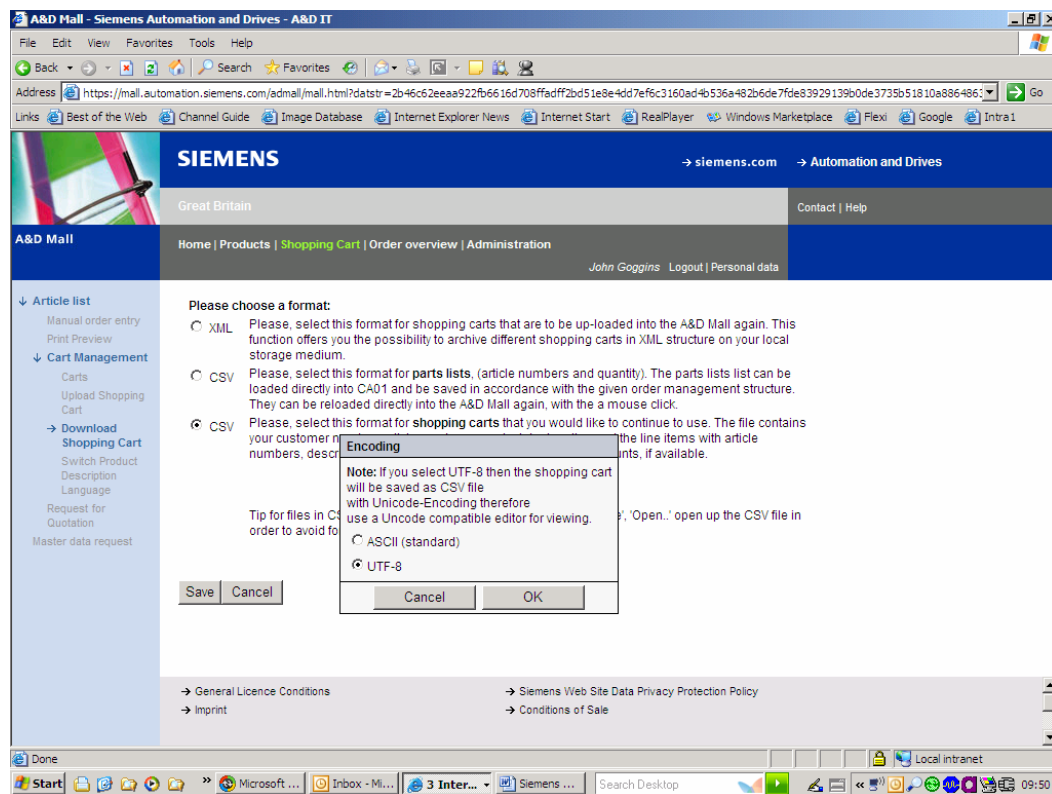 A&D Mall - Siemens Automation and Drives - A&D IT
File Edit View Favorites Tools Help
Back Search Favorites
Address https://mall.automation.siemens.com/admall/mall.html?datstr=2b46c62eeaa922fb6616d708ffadff2bd51e8e4dd7ef6c3160ad4b536a482b6de7fde83929139b0de3735b51810a886486: Go
Links Best of the Web Channel Guide Image Database Internet Explorer News Internet Start RealPlayer Windows Marketplace Flexi Google Intra1
SIEMENS
→ siemens.com → Automation and Drives
Great Britain
Contact | Help
A&D Mall
Home | Products | Shopping Cart | Order overview | Administration
John Goggins Logout | Personal data
Article list
Manual order entry
Print Preview
Cart Management
Carts
Upload Shopping
Cart
→ Download
Shopping Cart
Switch Product
Description
Language
Request for
Quotation
Master data request
Please choose a format:
XML Please, select this format for shopping carts that are to be up-loaded into the A&D Mall again. This
function offers you the possibility to archive different shopping carts in XML structure on your local
storage medium.
CSV Please, select this format for parts lists, (article numbers and quantity). The parts lists list can be
loaded directly into CA01 and be saved in accordance with the given order management structure.
They can be reloaded directly into the A&D Mall again, with the a mouse click.
CSV Please, select this format for shopping carts that you would like to continue to use. The file contains
your customer the line items with article
numbers, if available.
Tip for files in 'Open..' open up the CSV file in
order to avoid
Encoding
Note: If you select UTF-8 then the shopping cart
will be saved as CSV file
with Unicode-Encoding therefore
use a Uncode compatible editor for viewing.
ASCII (standard)
UTF-8
Cancel OK
Save Cancel
→ General Licence Conditions → Siemens Web Site Data Privacy Protection Policy
→ Imprint → Conditions of Sale
Done Local intranet
Start » Microsoft ... Inbox - Mi... 3 Inter... Siemens ... Search Desktop « 09:50